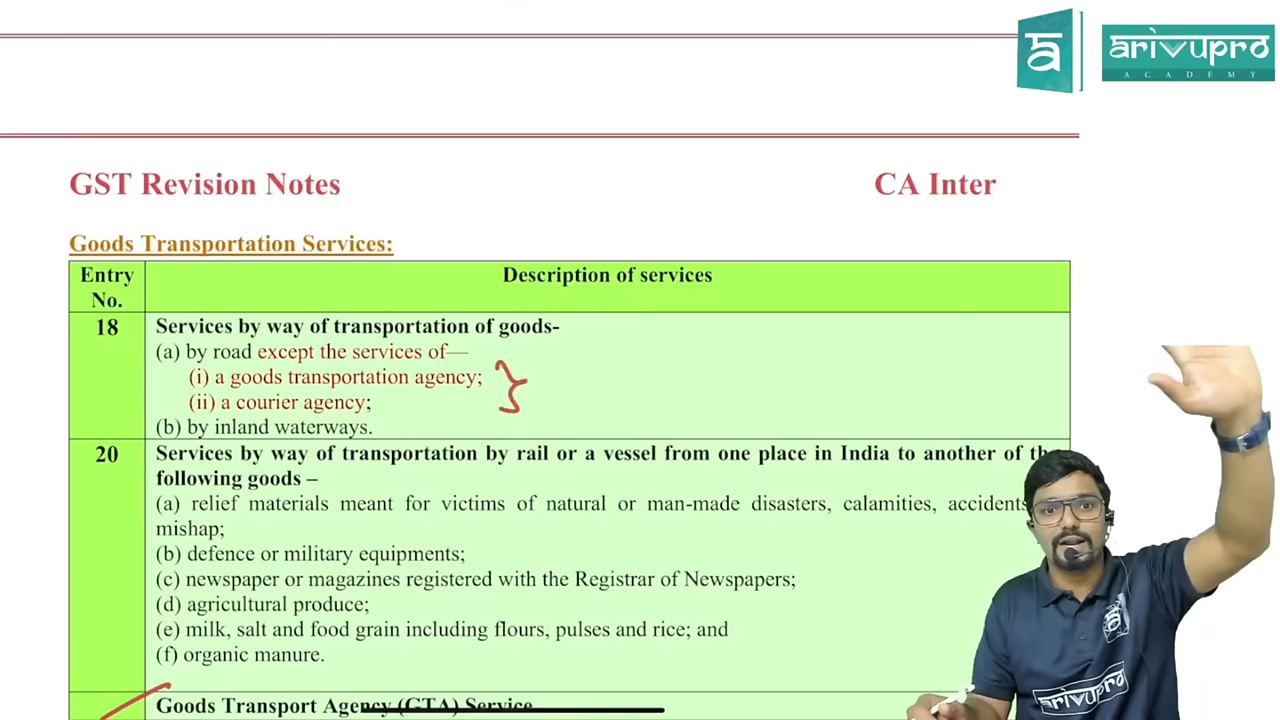 ā
arivupro
ACADEMY
GST Revision Notes
CA Inter
Goods Transportation Services:
Entry No.
Description of services
18
Services by way of transportation of goods-
(a) by road except the services of—
(i) a goods transportation agency;
(ii) a courier agency;
(b) by inland waterways.
20
Services by way of transportation by rail or a vessel from one place in India to another of
following goods –
(a) relief materials meant for victims of natural or man-made disasters, calamities, accidents
mishap;
(b) defence or military equipments;
(c) newspaper or magazines registered with the Registrar of Newspapers;
(d) agricultural produce;
(e) milk, salt and food grain including flours, pulses and rice; and
(f) organic manure.
Goods Transport Agency (GTA) Service
arivupro